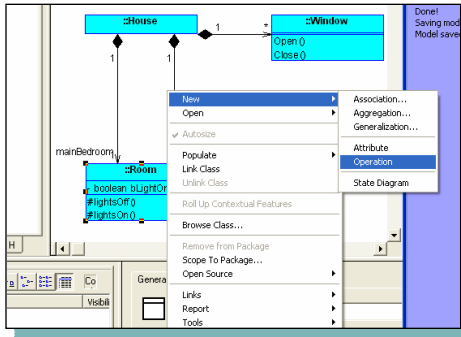 Done!
Saving mod
Model save
::House
1
*
::Window
Open ()
Close ()
1
1
New
Open
Autosize
Populate
Link Class
Unlink Class
Roll Up Contextual Features
Browse Class...
Remove from Package
Scope To Package...
Open Source
Links
Report
Tools
Association...
Aggregation...
Generalization...
Attribute
Operation
State Diagram
mainBedroom
::Room
- boolean bLightOn
#lightsOff()
#lightsOn()
H
Co
Visibili
Genera